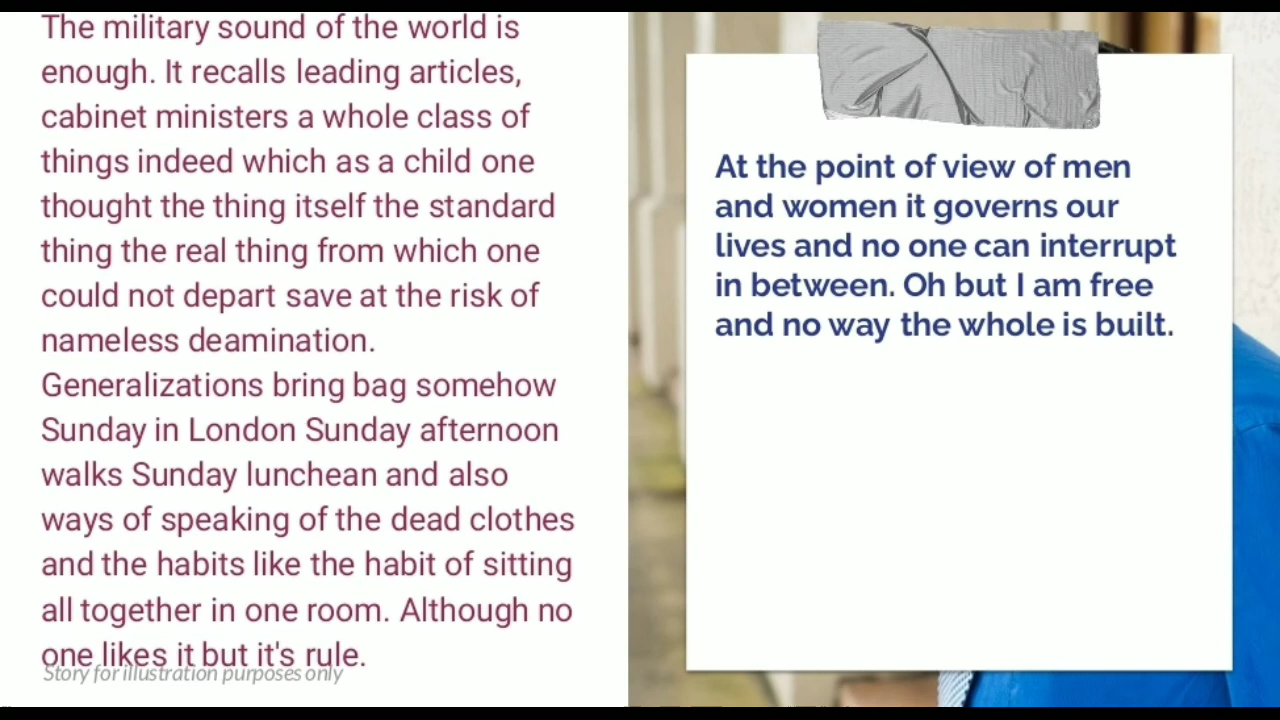 The military sound of the world is
enough. It recalls leading articles,
cabinet ministers a whole class of
things indeed which as a child one
thought the thing itself the standard
thing the real thing from which one
could not depart save at the risk of
nameless deamination.
Generalizations bring bag somehow
Sunday in London Sunday afternoon
walks Sunday lunchean and also
ways of speaking of the dead clothes
and the habits like the habit of sitting
all together in one room. Although no
one likes it but it's rule.
Story for illustration purposes only
At the point of view of men
and women it governs our
lives and no one can interrupt
in between. Oh but I am free
and no way the whole is built.